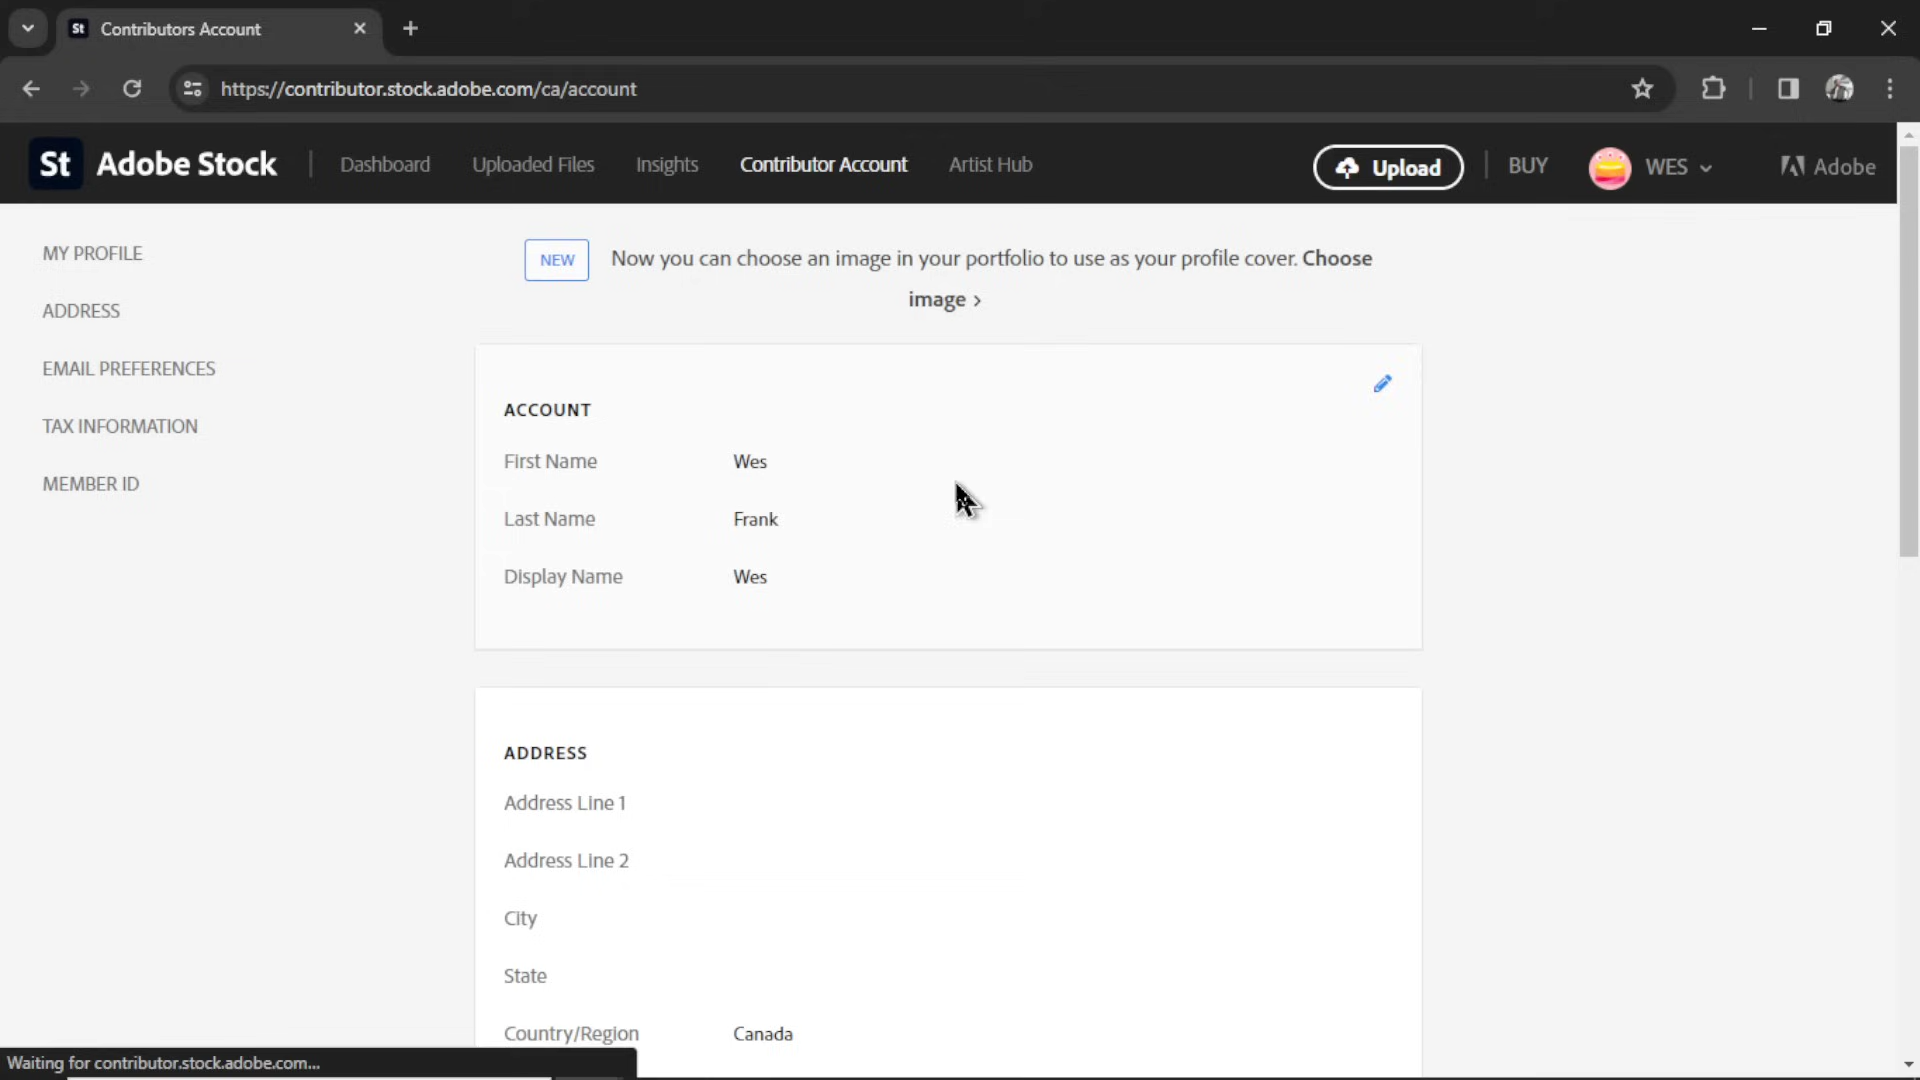 St Contributors Account
https://contributor.stock.adobe.com/ca/account
St Adobe Stock Dashboard Uploaded Files Insights Contributor Account Artist Hub Upload BUY WES Adobe
MY PROFILE
ADDRESS
EMAIL PREFERENCES
TAX INFORMATION
MEMBER ID
NEW Now you can choose an image in your portfolio to use as your profile cover. Choose
image >
ACCOUNT
First Name Wes
Last Name Frank
Display Name Wes
ADDRESS
Address Line 1
Address Line 2
City
State
Country/Region Canada
Waiting for contributor.stock.adobe.com...